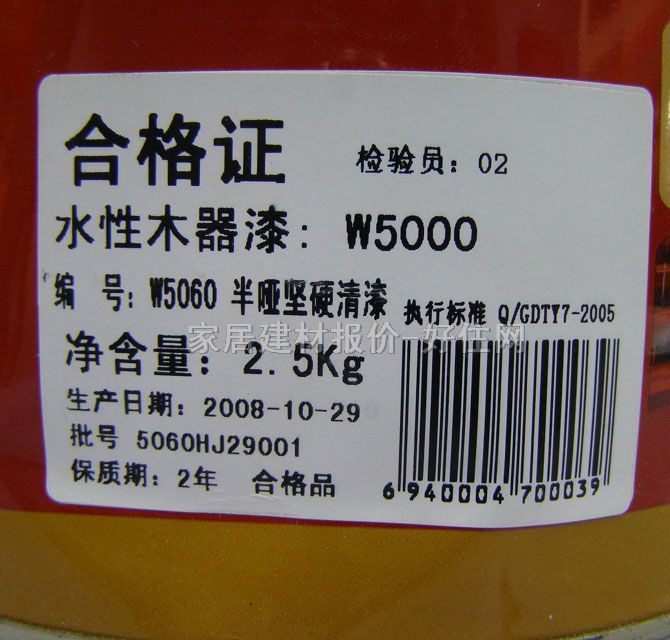 合格证 检验员：02
水性木器漆：W5000
编 号：W5060 半哑坚硬清漆 执行标准 Q/GDTY7-2005
家居建材报价-好住网
净含量：2.5Kg
生产日期：2008-10-29
批号 5060HJ29001
保质期：2年 合格品
6 940004 700039